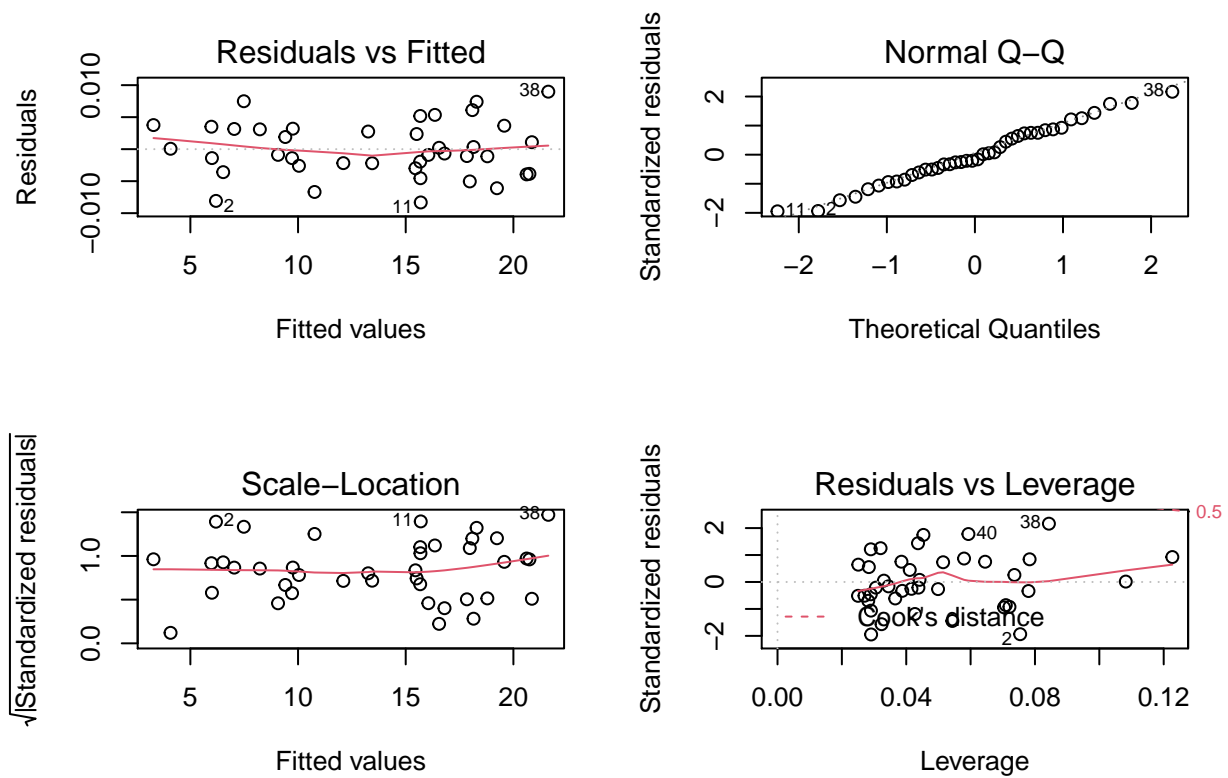 Residuals vs Fitted
Residuals
0.010
−0.010
38
2
11
5 10 15 20
Fitted values
Normal Q−Q
Standardized residuals
2
0
−2
38
11
2
−2 −1 0 1 2
Theoretical Quantiles
Scale−Location
√|Standardized residuals|
1.0
0.0
2
11
38
5 10 15 20
Fitted values
Residuals vs Leverage
Standardized residuals
2
0
−2
0.5
38
40
2
Cook's distance
0.00 0.04 0.08 0.12
Leverage